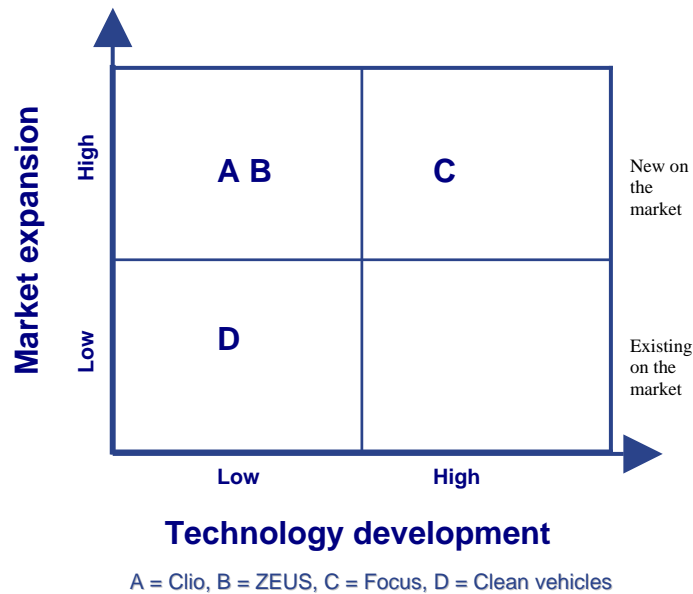 Market expansion
High
Low
A B
C
D
New on
the
market
Existing
on the
market
Low
High
Technology development
A = Clio, B = ZEUS, C = Focus, D = Clean vehicles